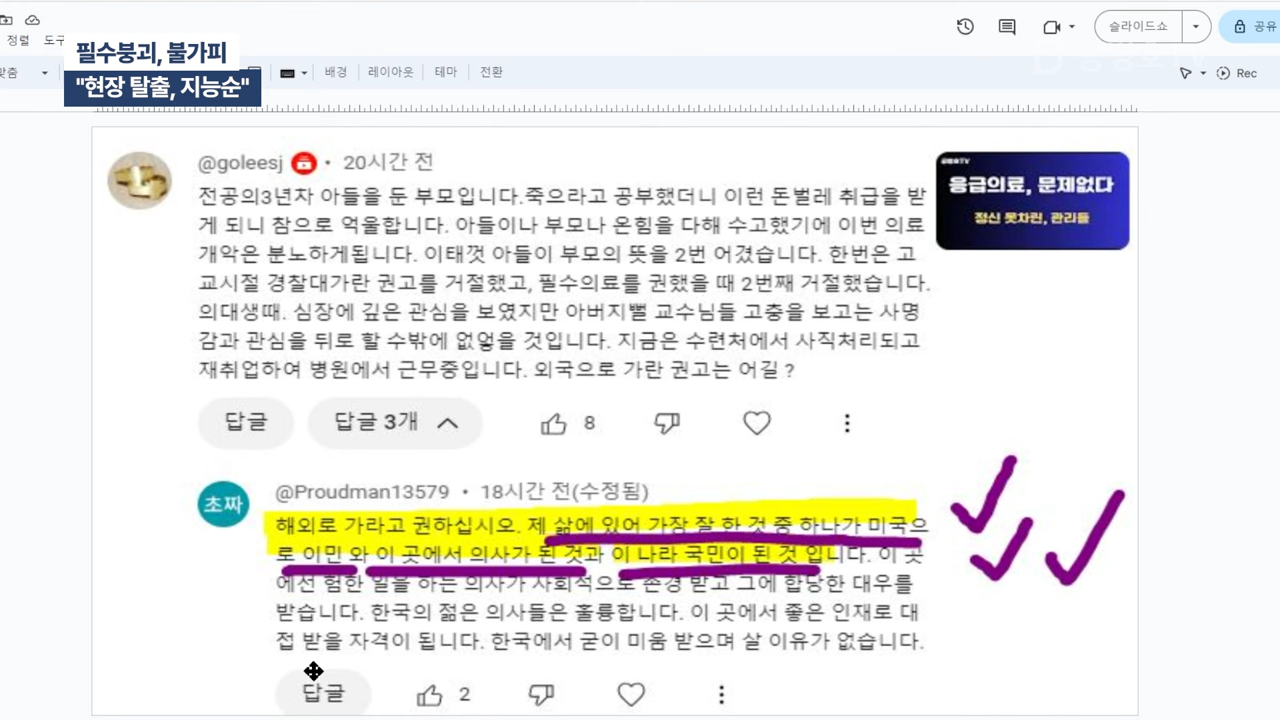 정렬 도구
슬라이드쇼
공유
필수붕괴, 불가피
"현장 탈출, 지능순"
맞춤
배경 레이아웃 테마 전환
Rec
@goleesj · 20시간 전
전공의3년차 아들을 둔 부모입니다.죽으라고 공부했더니 이런 돈벌레 취급을 받
게 되니 참으로 억울합니다. 아들이나 부모나 온힘을 다해 수고했기에 이번 의료
개악은 분노하게됩니다. 이태껏 아들이 부모의 뜻을 2번 어겼습니다. 한번은 고
교시절 경찰대가란 권고를 거절했고, 필수의료를 권했을 때 2번째 거절했습니다.
의대생때. 심장에 깊은 관심을 보였지만 아버지뻘 교수님들 고충을 보고는 사명
감과 관심을 뒤로 할 수밖에 없엏을 것입니다. 지금은 수련처에서 사직처리되고
재취업하여 병원에서 근무중입니다. 외국으로 가란 권고는 어길 ?
응급의료, 문제없다
정신 못차린, 관리들
답글 답글 3개 8
초짜
@Proudman13579 · 18시간 전(수정됨)
해외로 가라고 권하십시오. 제 삶에 있어 가장 잘 한 것 중 하나가 미국으
로 이민 와 이 곳에서 의사가 된 것과 이 나라 국민이 된 것 입니다. 이 곳
에선 험한 일을 하는 의사가 사회적으로 존경 받고 그에 합당한 대우를
받습니다. 한국의 젊은 의사들은 훌륭합니다. 이 곳에서 좋은 인재로 대
접 받을 자격이 됩니다. 한국에서 굳이 미움 받으며 살 이유가 없습니다.
답글 2